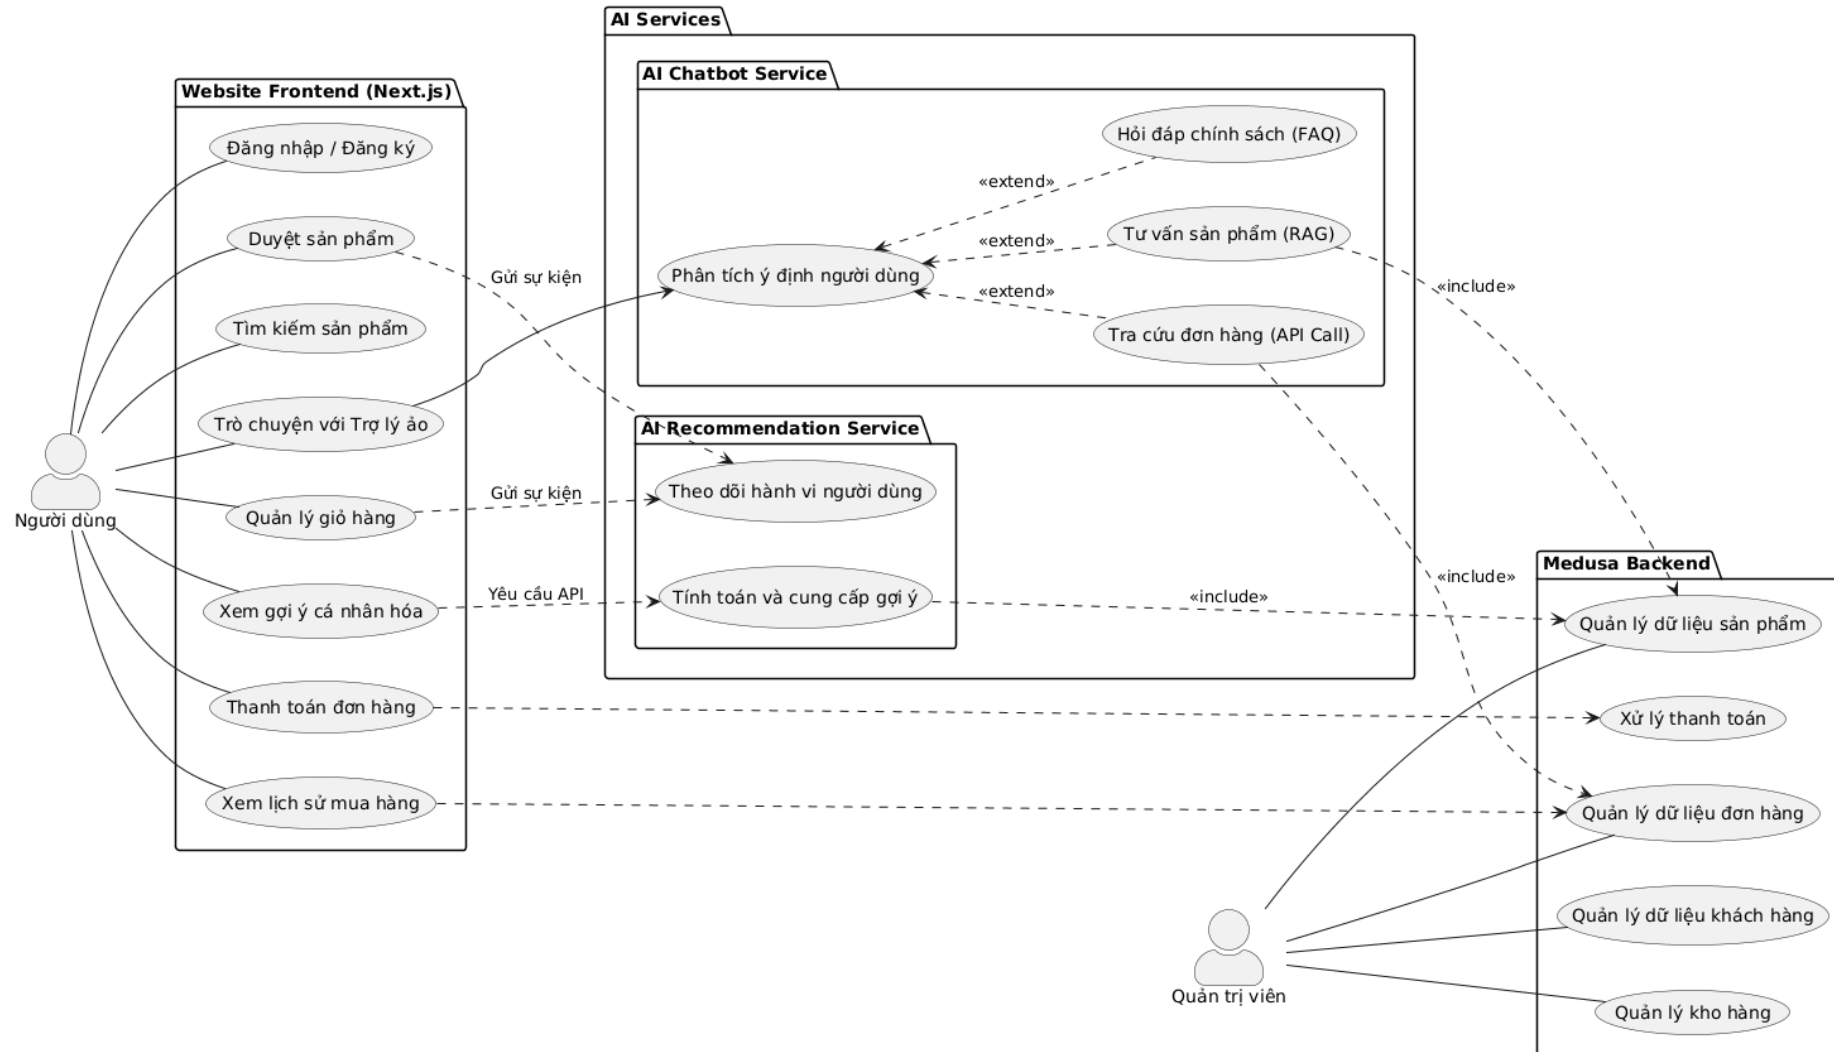 AI Services
AI Chatbot Service
Website Frontend (Next.js)
Đăng nhập / Đăng ký
Duyệt sản phẩm
Tìm kiếm sản phẩm
Trò chuyện với Trợ lý ảo
Quản lý giỏ hàng
Xem gợi ý cá nhân hóa
Thanh toán đơn hàng
Xem lịch sử mua hàng
Người dùng
Gửi sự kiện
Gửi sự kiện
Yêu cầu API
Hỏi đáp chính sách (FAQ)
«extend»
Tư vấn sản phẩm (RAG)
«extend»
Phân tích ý định người dùng
«extend»
Tra cứu đơn hàng (API Call)
AI Recommendation Service
Theo dõi hành vi người dùng
Tính toán và cung cấp gợi ý
«include»
«include»
«include»
Medusa Backend
Quản lý dữ liệu sản phẩm
Xử lý thanh toán
Quản lý dữ liệu đơn hàng
Quản lý dữ liệu khách hàng
Quản lý kho hàng
Quản trị viên